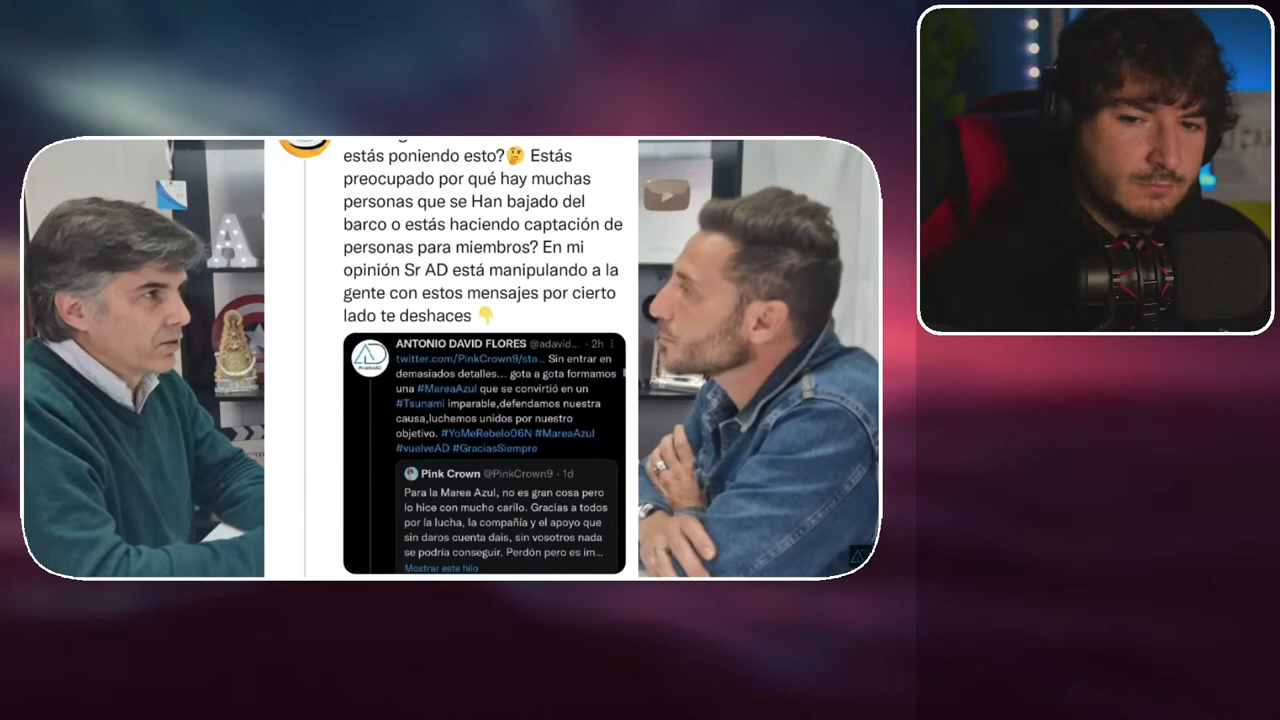 estás poniendo esto?🤔 Estás
preocupado por qué hay muchas
personas que se Han bajado del
barco o estás haciendo captación de
personas para miembros? En mi
opinión Sr AD está manipulando a la
gente con estos mensajes por cierto
lado te deshaces 👇
ANTONIO DAVID FLORES @adavid... · 2h
twitter.com/PinkCrown9/sta... Sin entrar en
demasiados detalles... gota a gota formamos
una #MareaAzul que se convirtió en un
#Tsunami imparable,defendamos nuestra
causa,luchemos unidos por nuestro
objetivo. #YoMeRebelo06N #MareaAzul
#vuelveAD #GraciasSiempre
Pink Crown @PinkCrown9 · 1d
Para la Marea Azul, no es gran cosa pero
lo hice con mucho carilo. Gracias a todos
por la lucha, la compañía y el apoyo que
sin daros cuenta dais, sin vosotros nada
se podría conseguir. Perdón pero es im...
Mostrar este hilo
A